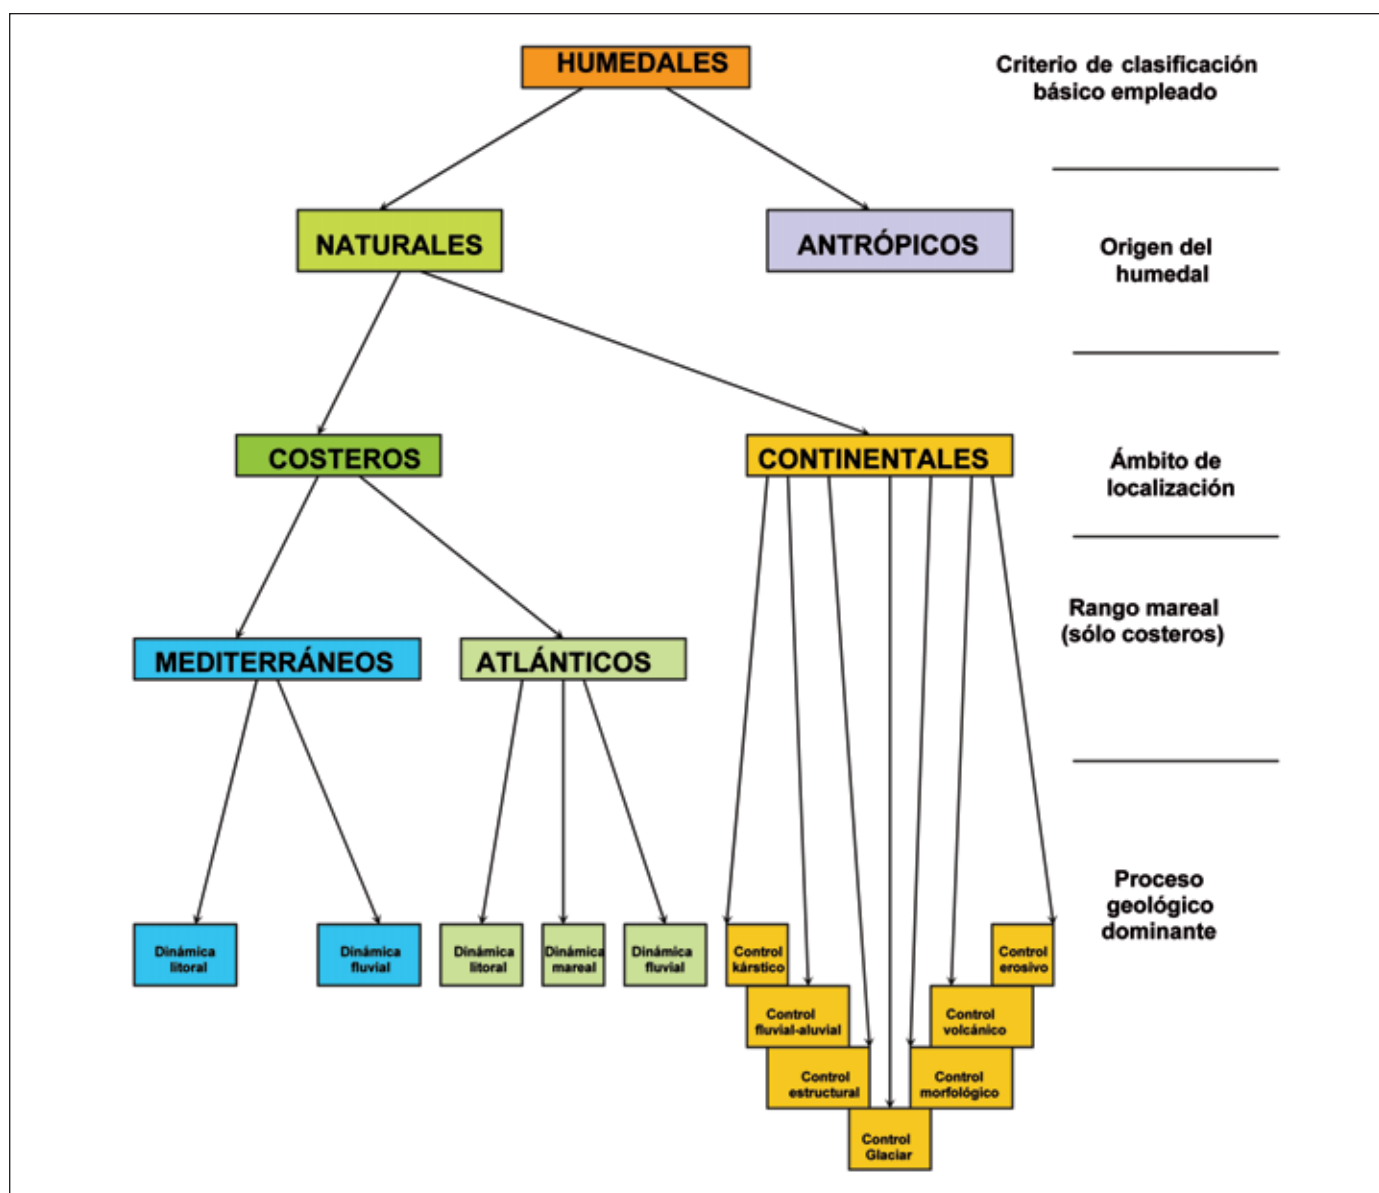 HUMEDALES
Criterio de clasificación
básico empleado
NATURALES
ANTRÓPICOS
Origen del
humedal
COSTEROS
CONTINENTALES
Ámbito de
localización
Rango mareal
(sólo costeros)
MEDITERRÁNEOS
ATLÁNTICOS
Proceso
geológico
dominante
Dinámica
litoral
Dinámica
fluvial
Dinámica
litoral
Dinámica
mareal
Dinámica
fluvial
Control
kárstico
Control
erosivo
Control
fluvial-aluvial
Control
volcánico
Control
estructural
Control
morfológico
Control
Glaciar